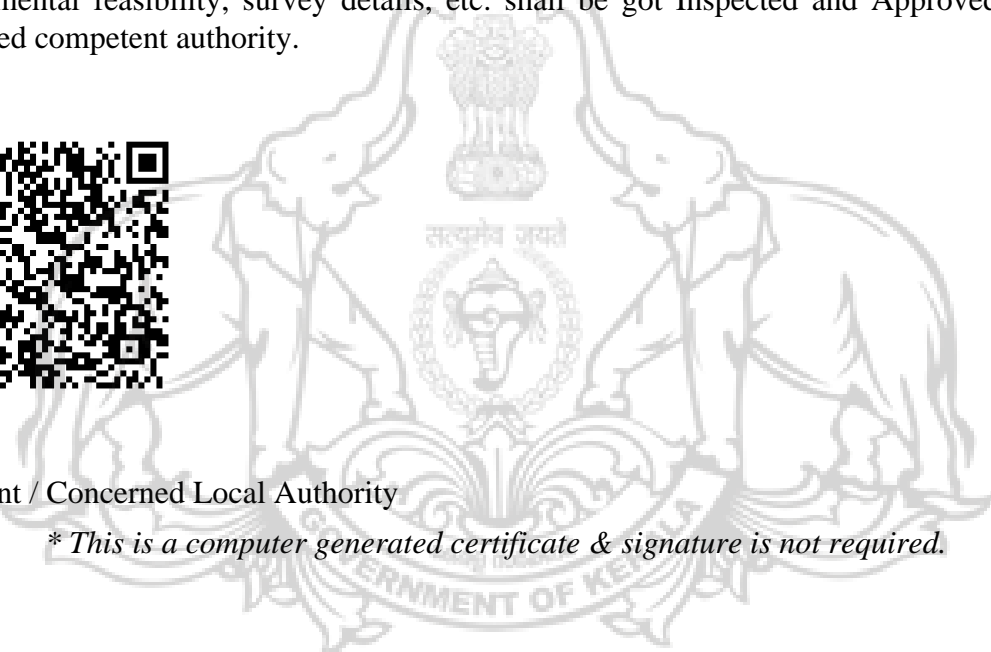 mental feasibility, survey details, etc. shall be got Inspected and Approved
ed competent authority.
सत्यमेव जयते
nt / Concerned Local Authority
* This is a computer generated certificate & signature is not required.
GOVERNMENT OF KERALA